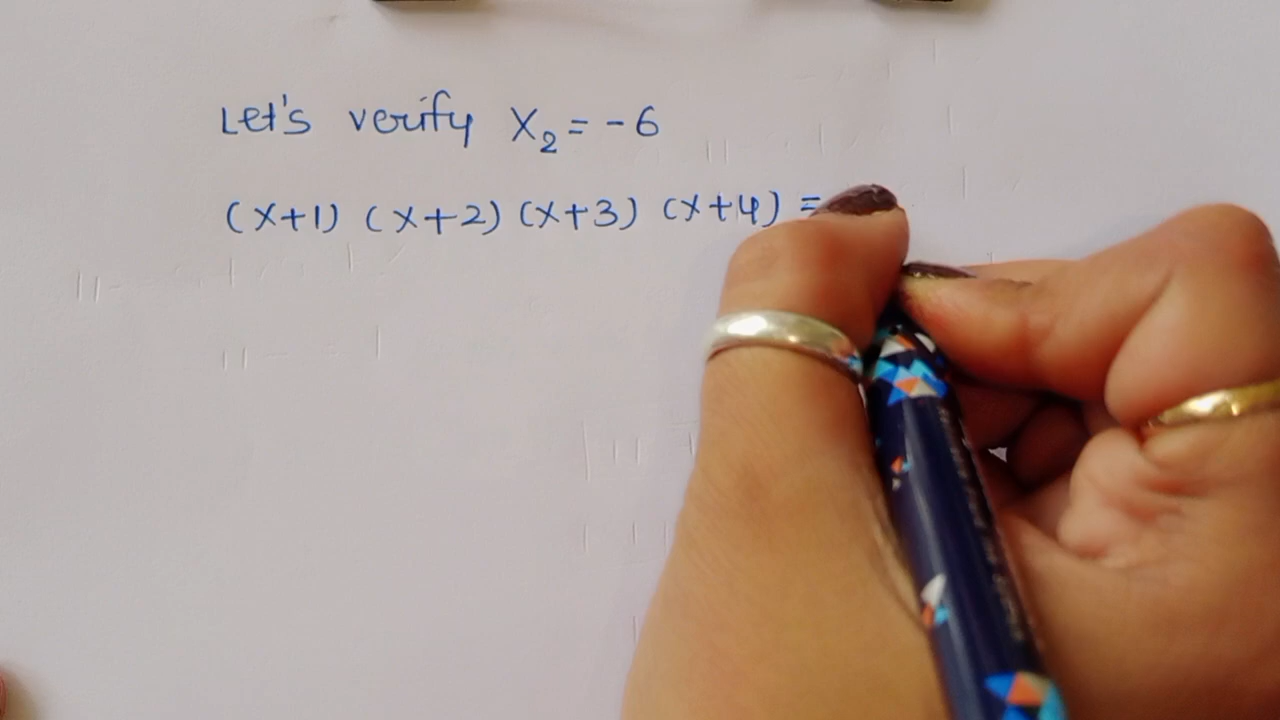 Let's verify X₂ = -6
(X+1) (X+2) (X+3) (X+4) =